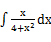 ∫ x/(4+x²) dx